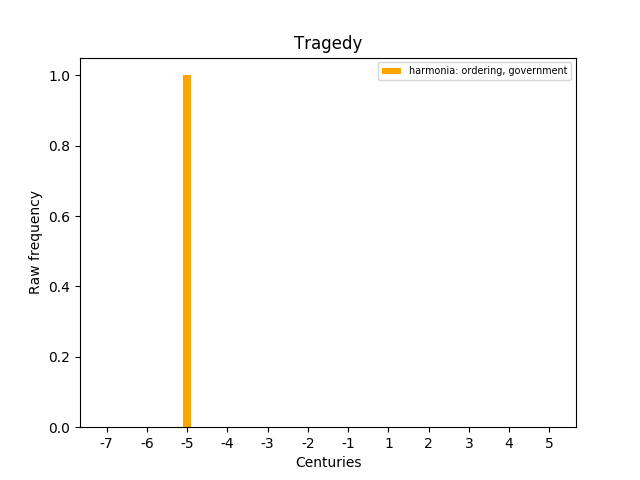 Tragedy
harmonia: ordering, government
1.0
0.8
0.6
0.4
0.2
0.0
Raw frequency
-7 -6 -5 -4 -3 -2 -1 1 2 3 4 5
Centuries